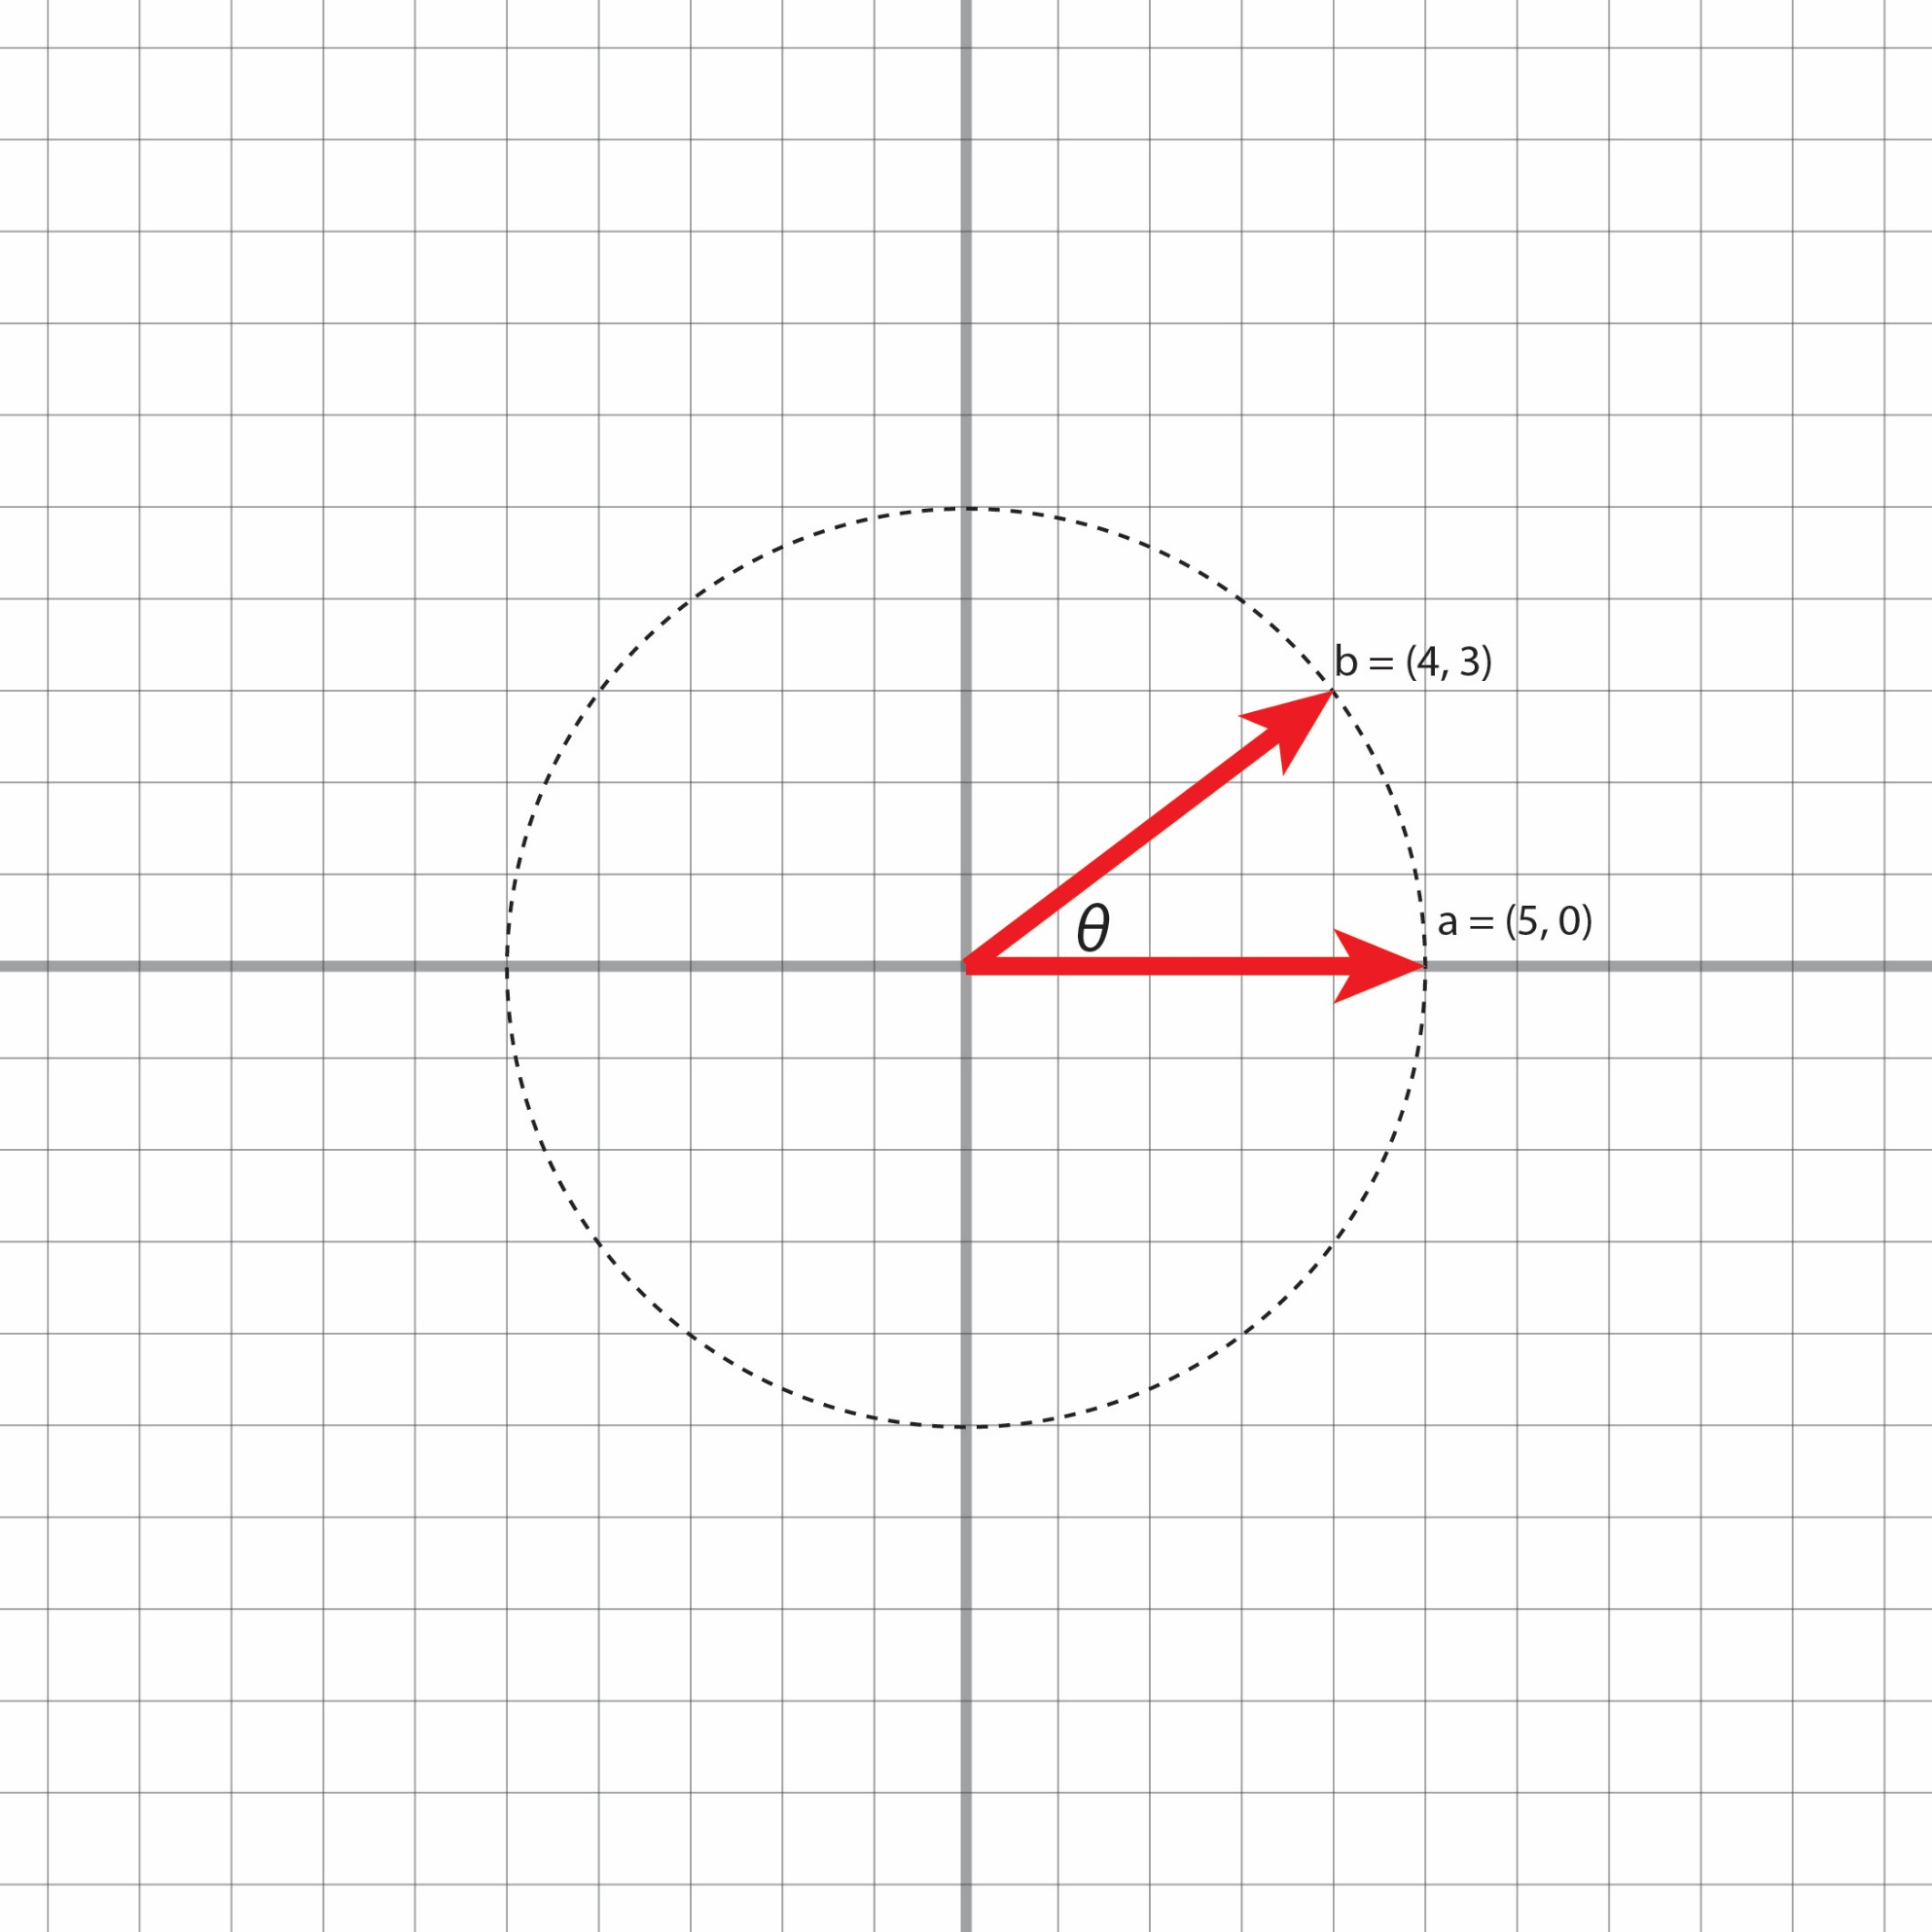 b = (4, 3)
a = (5, 0)
θ